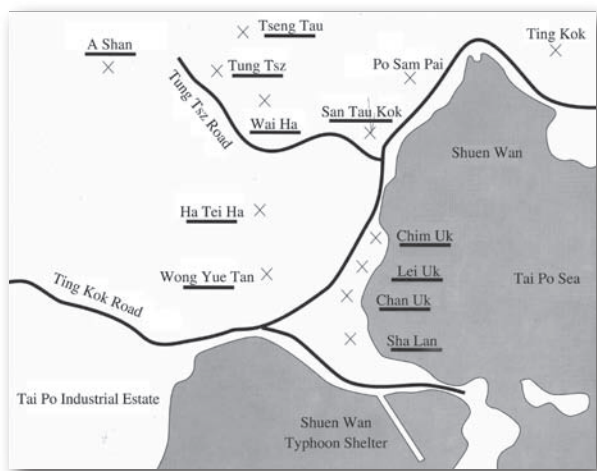 Tseng Tau
Ting Kok
A Shan
Tung Tsz
Po Sam Pai
Tung Tsz Road
San Tau Kok
Wai Ha
Shuen Wan
Ha Tei Ha
Chim Uk
Wong Yue Tan
Lei Uk
Tai Po Sea
Ting Kok Road
Chan Uk
Sha Lan
Tai Po Industrial Estate
Shuen Wan
Typhoon Shelter